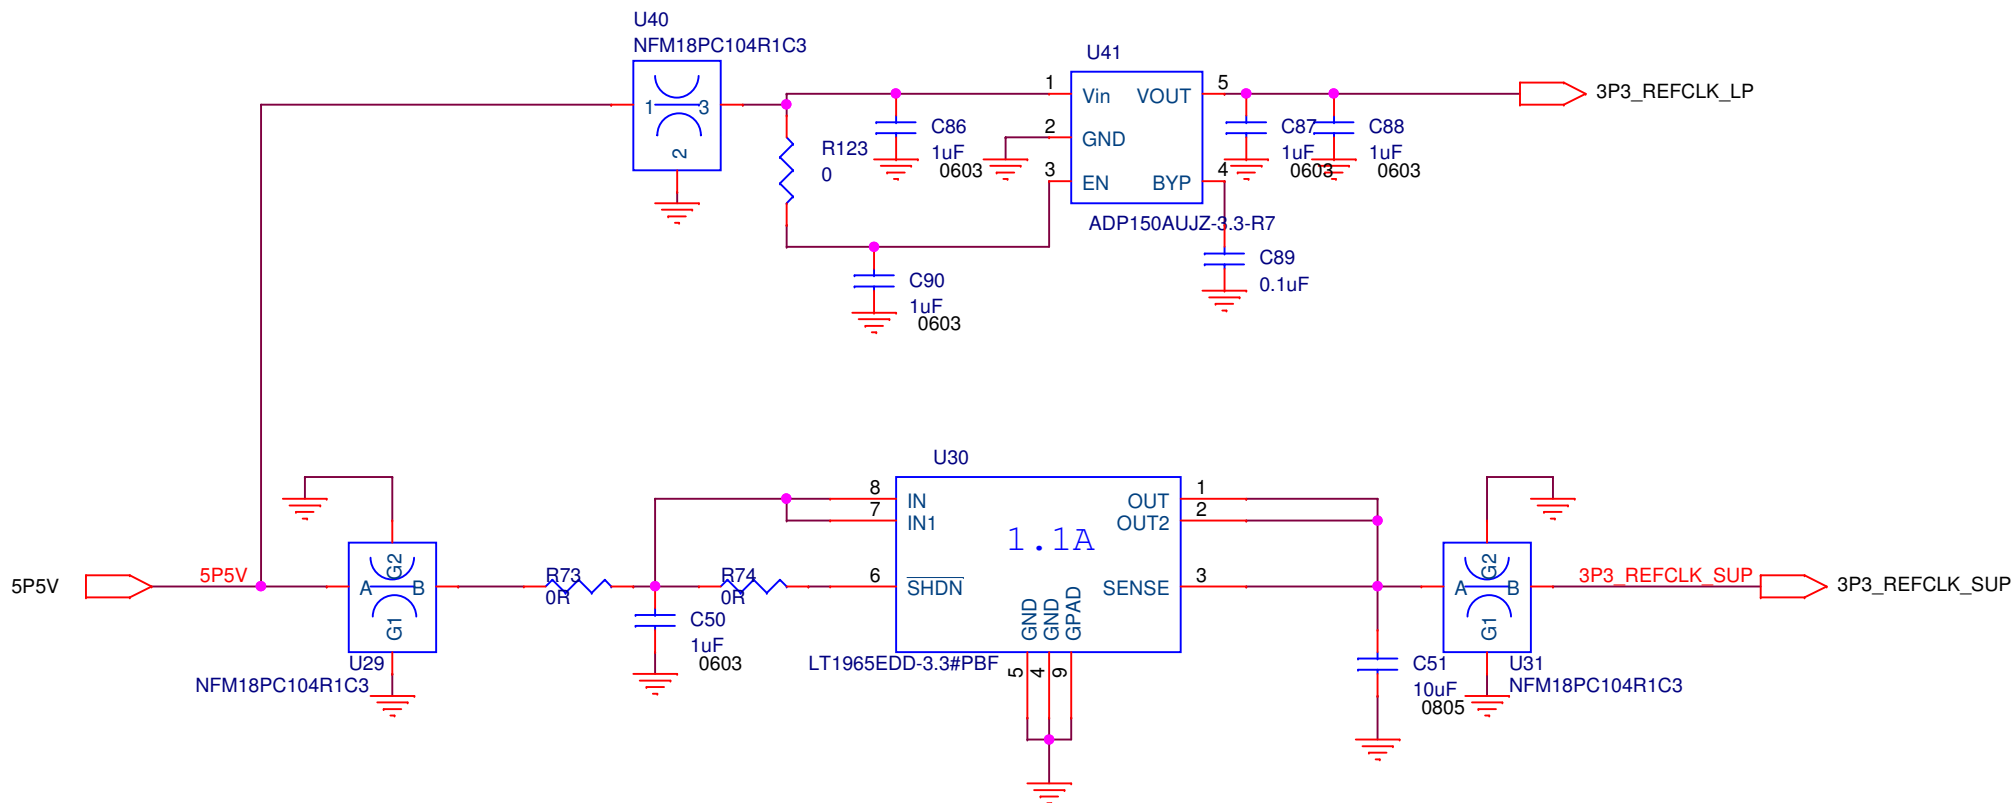 U40
NFM18PC104R1C3
1 3
2
R123
0
C86
1uF
0603
U41
1 Vin VOUT 5
2 GND
3 EN BYP 4
ADP150AUJZ-3.3-R7
C87
1uF
0603
C88
1uF
0603
3P3_REFCLK_LP
C90
1uF
0603
C89
0.1uF
5P5V
5P5V
A B
G2
G1
U29
NFM18PC104R1C3
R73
0R
R74
0R
C50
1uF
0603
U30
8 IN OUT 1
7 IN1 OUT2 2
1.1A
6 SHDN SENSE 3
GND
GND
GPAD
5
4
9
LT1965EDD-3.3#PBF
C51
10uF
0805
A B
G2
G1
U31
NFM18PC104R1C3
3P3_REFCLK_SUP
3P3_REFCLK_SUP